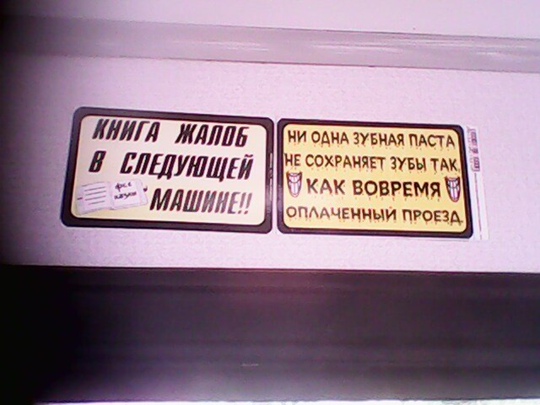 КНИГА ЖАЛОБ
В СЛЕДУЮЩЕЙ
МАШИНЕ!!
НИ ОДНА ЗУБНАЯ ПАСТА
НЕ СОХРАНЯЕТ ЗУБЫ ТАК,
КАК ВОВРЕМЯ
ОПЛАЧЕННЫЙ ПРОЕЗД